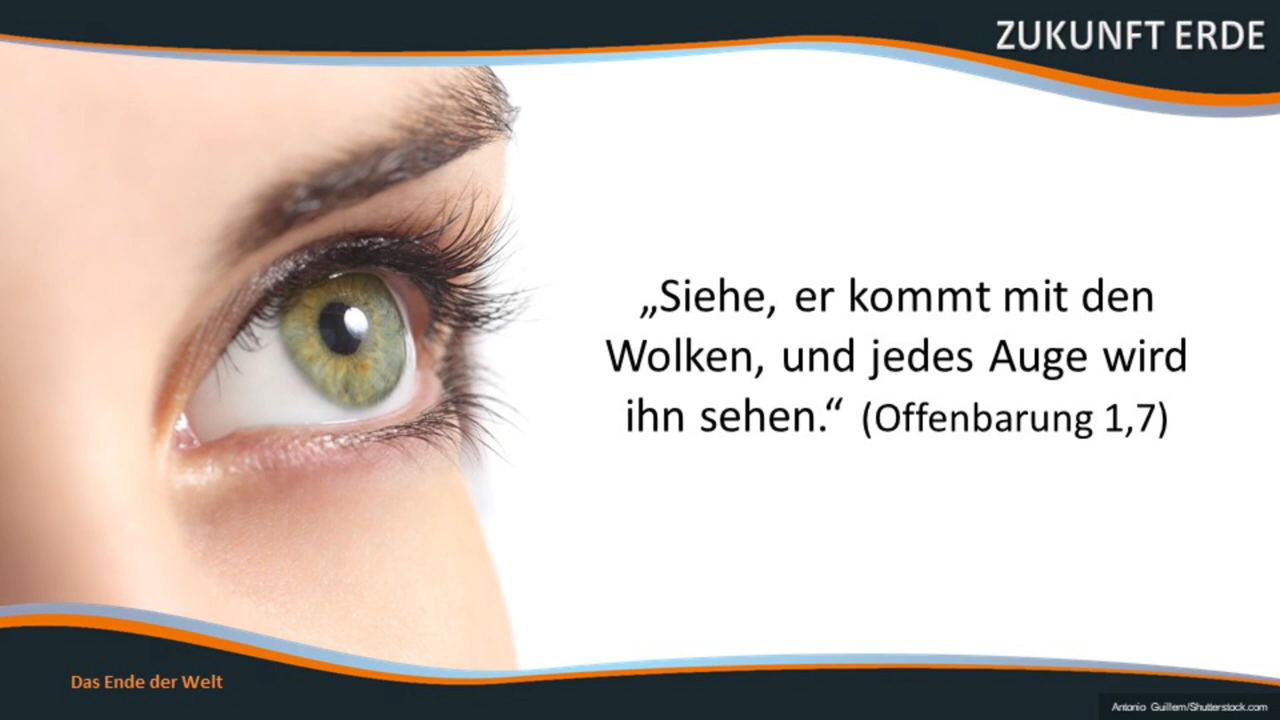 ZUKUNFT ERDE
„Siehe, er kommt mit den
Wolken, und jedes Auge wird
ihn sehen.“ (Offenbarung 1,7)
Das Ende der Welt
Antonio Guillem/Shutterstock.com